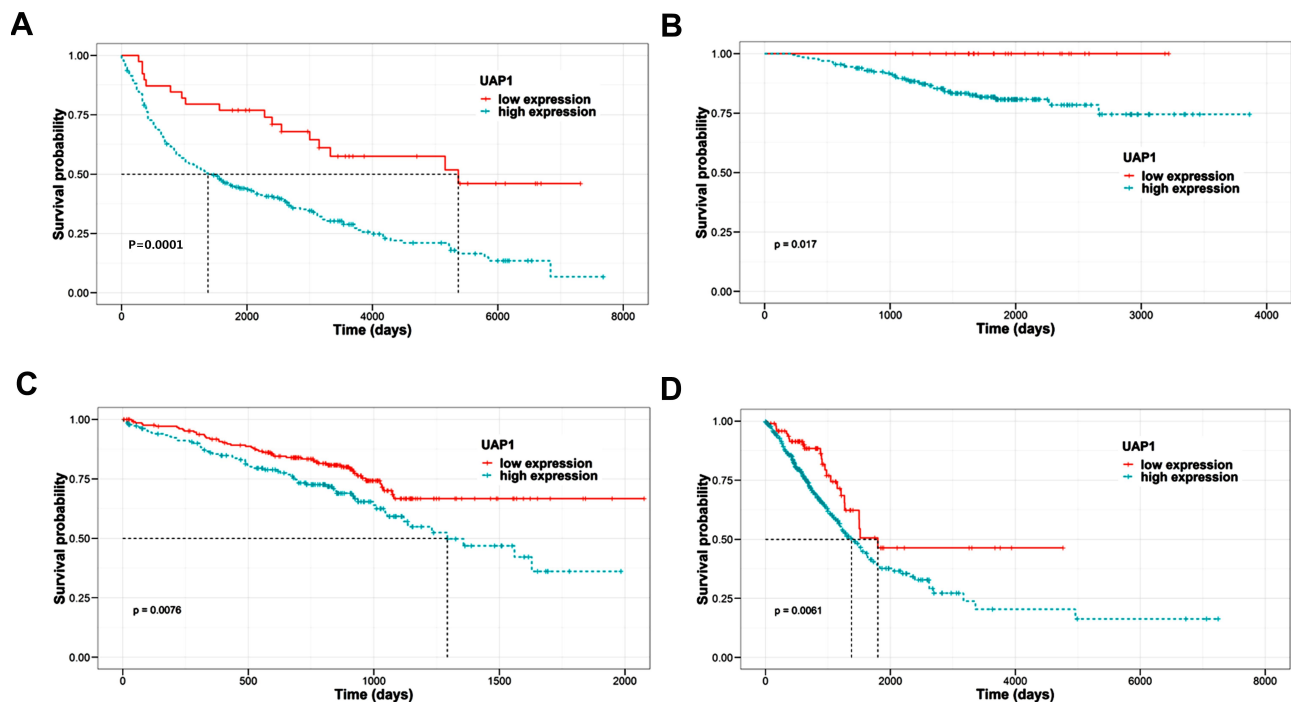 A
1.00
0.75
0.50
0.25
0.00
Survival probability
UAP1
low expression
high expression
P=0.0001
0 2000 4000 6000 8000
Time (days)
B
1.00
0.75
0.50
0.25
0.00
Survival probability
UAP1
low expression
high expression
p = 0.017
0 1000 2000 3000 4000
Time (days)
C
1.00
0.75
0.50
0.25
0.00
Survival probability
UAP1
low expression
high expression
p = 0.0076
0 500 1000 1500 2000
Time (days)
D
1.00
0.75
0.50
0.25
0.00
Survival probability
UAP1
low expression
high expression
p = 0.0061
0 2000 4000 6000 8000
Time (days)